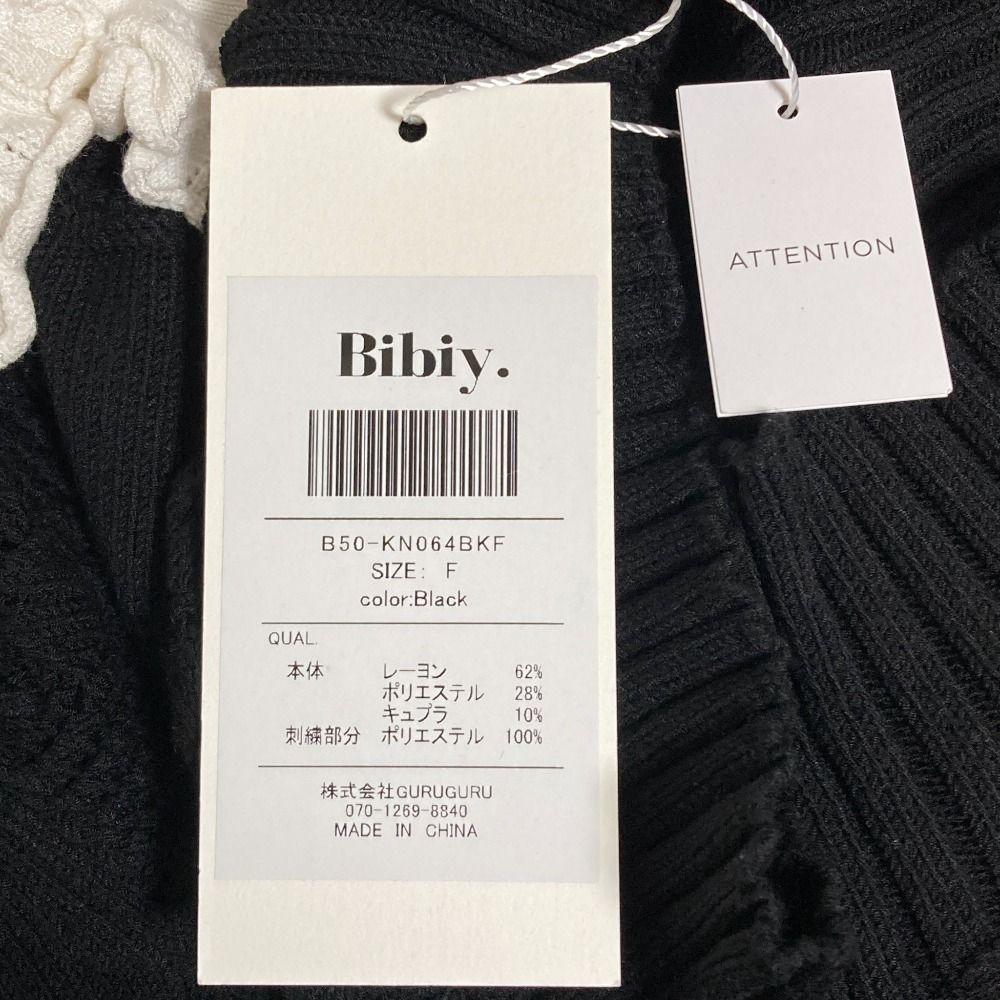 Bibiy.
B50-KN064BKF
SIZE: F
color:Black
QUAL.
本体 レーヨン 62%
ポリエステル 28%
キュプラ 10%
刺繍部分 ポリエステル 100%
株式会社GURUGURU
070-1269-8840
MADE IN CHINA
ATTENTION